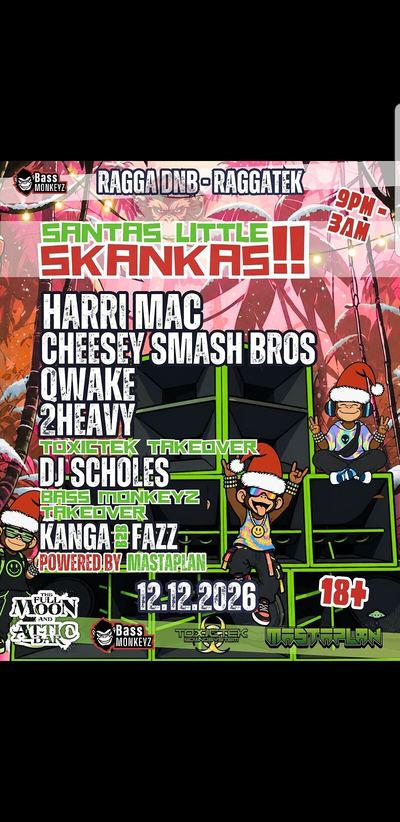 Bass
MONKEYZ
RAGGA DNB - RAGGATEK
9PM -
3AM
SANTAS LITTLE
SKANKAS!!
HARRI MAC
CHEESEY SMASH BROS
QWAKE
2HEAVY
TOXICTEK TAKEOVER
DJ SCHOLES
BASS MONKEYZ
TAKEOVER
KANGA B2B FAZZ
POWERED BY MASTAPLAN
12.12.2026
18+
THE
FULL
MOON
AND
ATTIC
BAR
Bass
MONKEYZ
TOXICTEK
SOUNDSYSTEM
MASTAPLAN